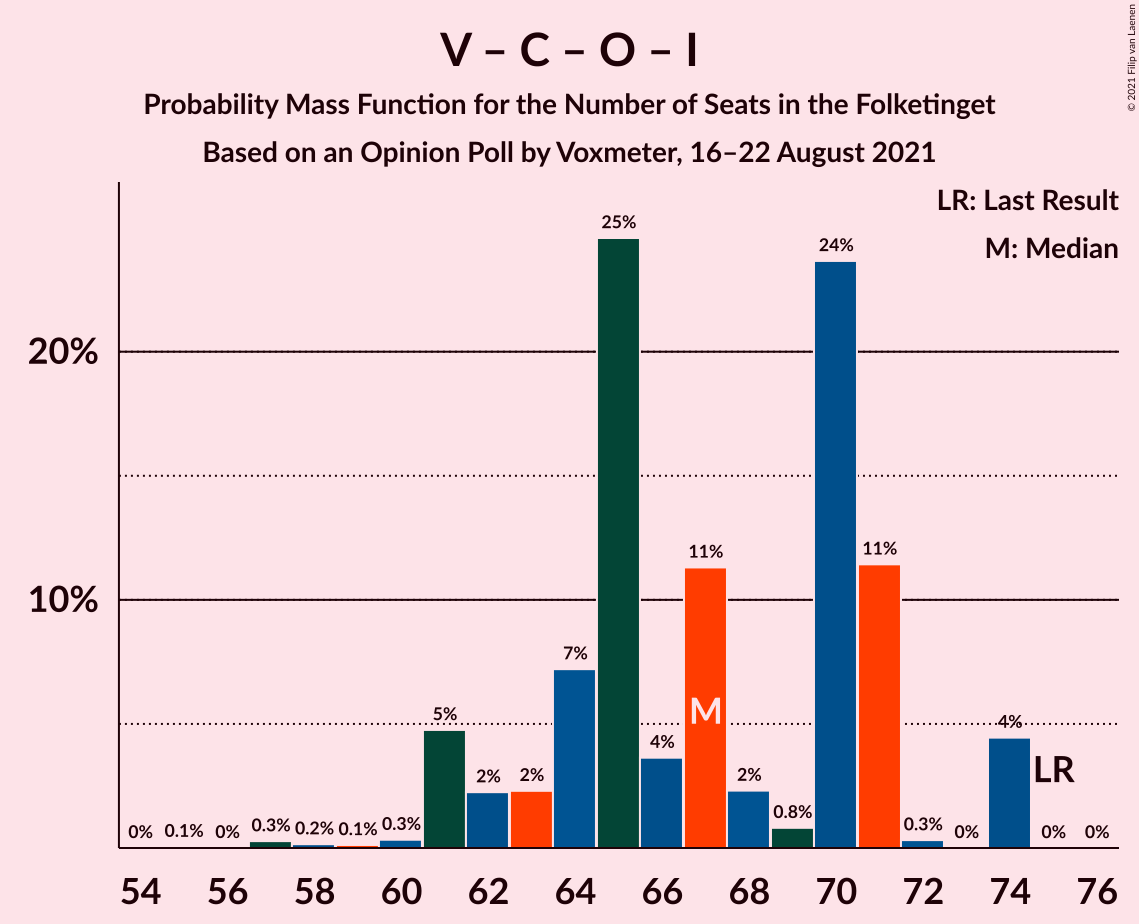 V – C – O – I
Probability Mass Function for the Number of Seats in the Folketinget
Based on an Opinion Poll by Voxmeter, 16–22 August 2021
© 2021 Filip van Laenen
LR: Last Result
M: Median
20%
10%
0%
0.1%
0%
0.3%
0.2%
0.1%
0.3%
5%
2%
2%
7%
25%
4%
11%
2%
0.8%
24%
11%
0.3%
0%
4%
0%
0%
M
LR
54 56 58 60 62 64 66 68 70 72 74 76